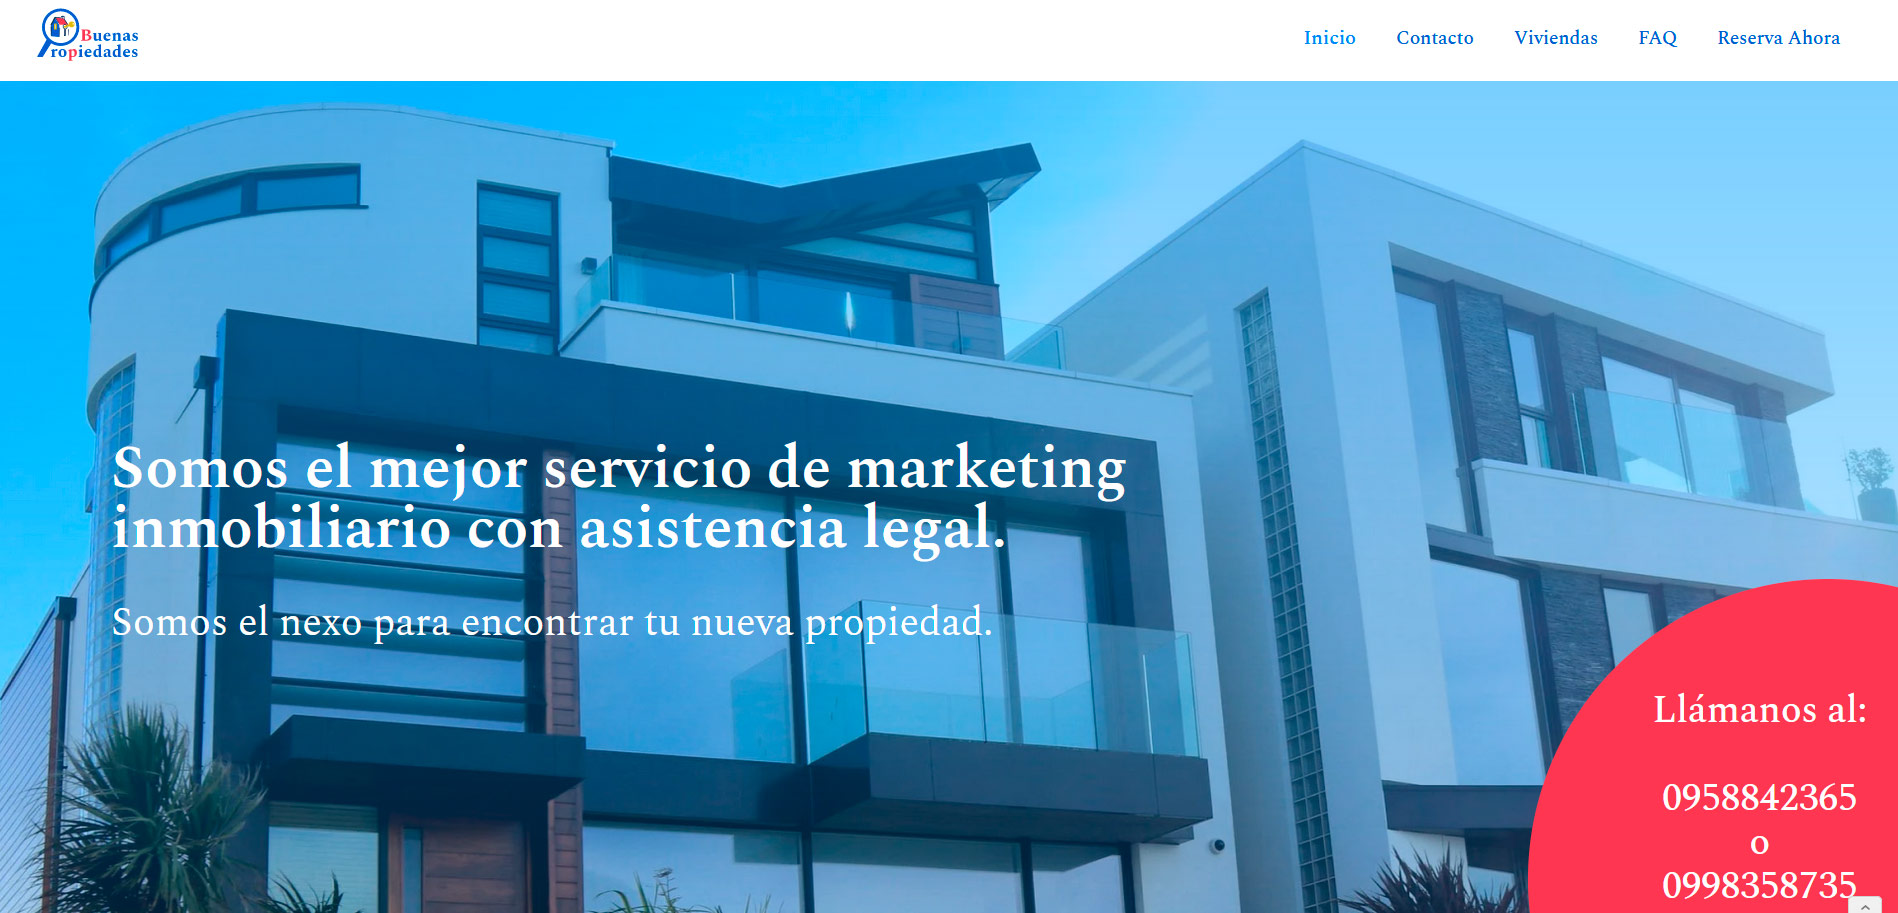 Buenas
ropiedades
Inicio
Contacto
Viviendas
FAQ
Reserva Ahora
Somos el mejor servicio de marketing
inmobiliario con asistencia legal.
Somos el nexo para encontrar tu nueva propiedad.
Llámanos al:
0958842365
o
0998358735